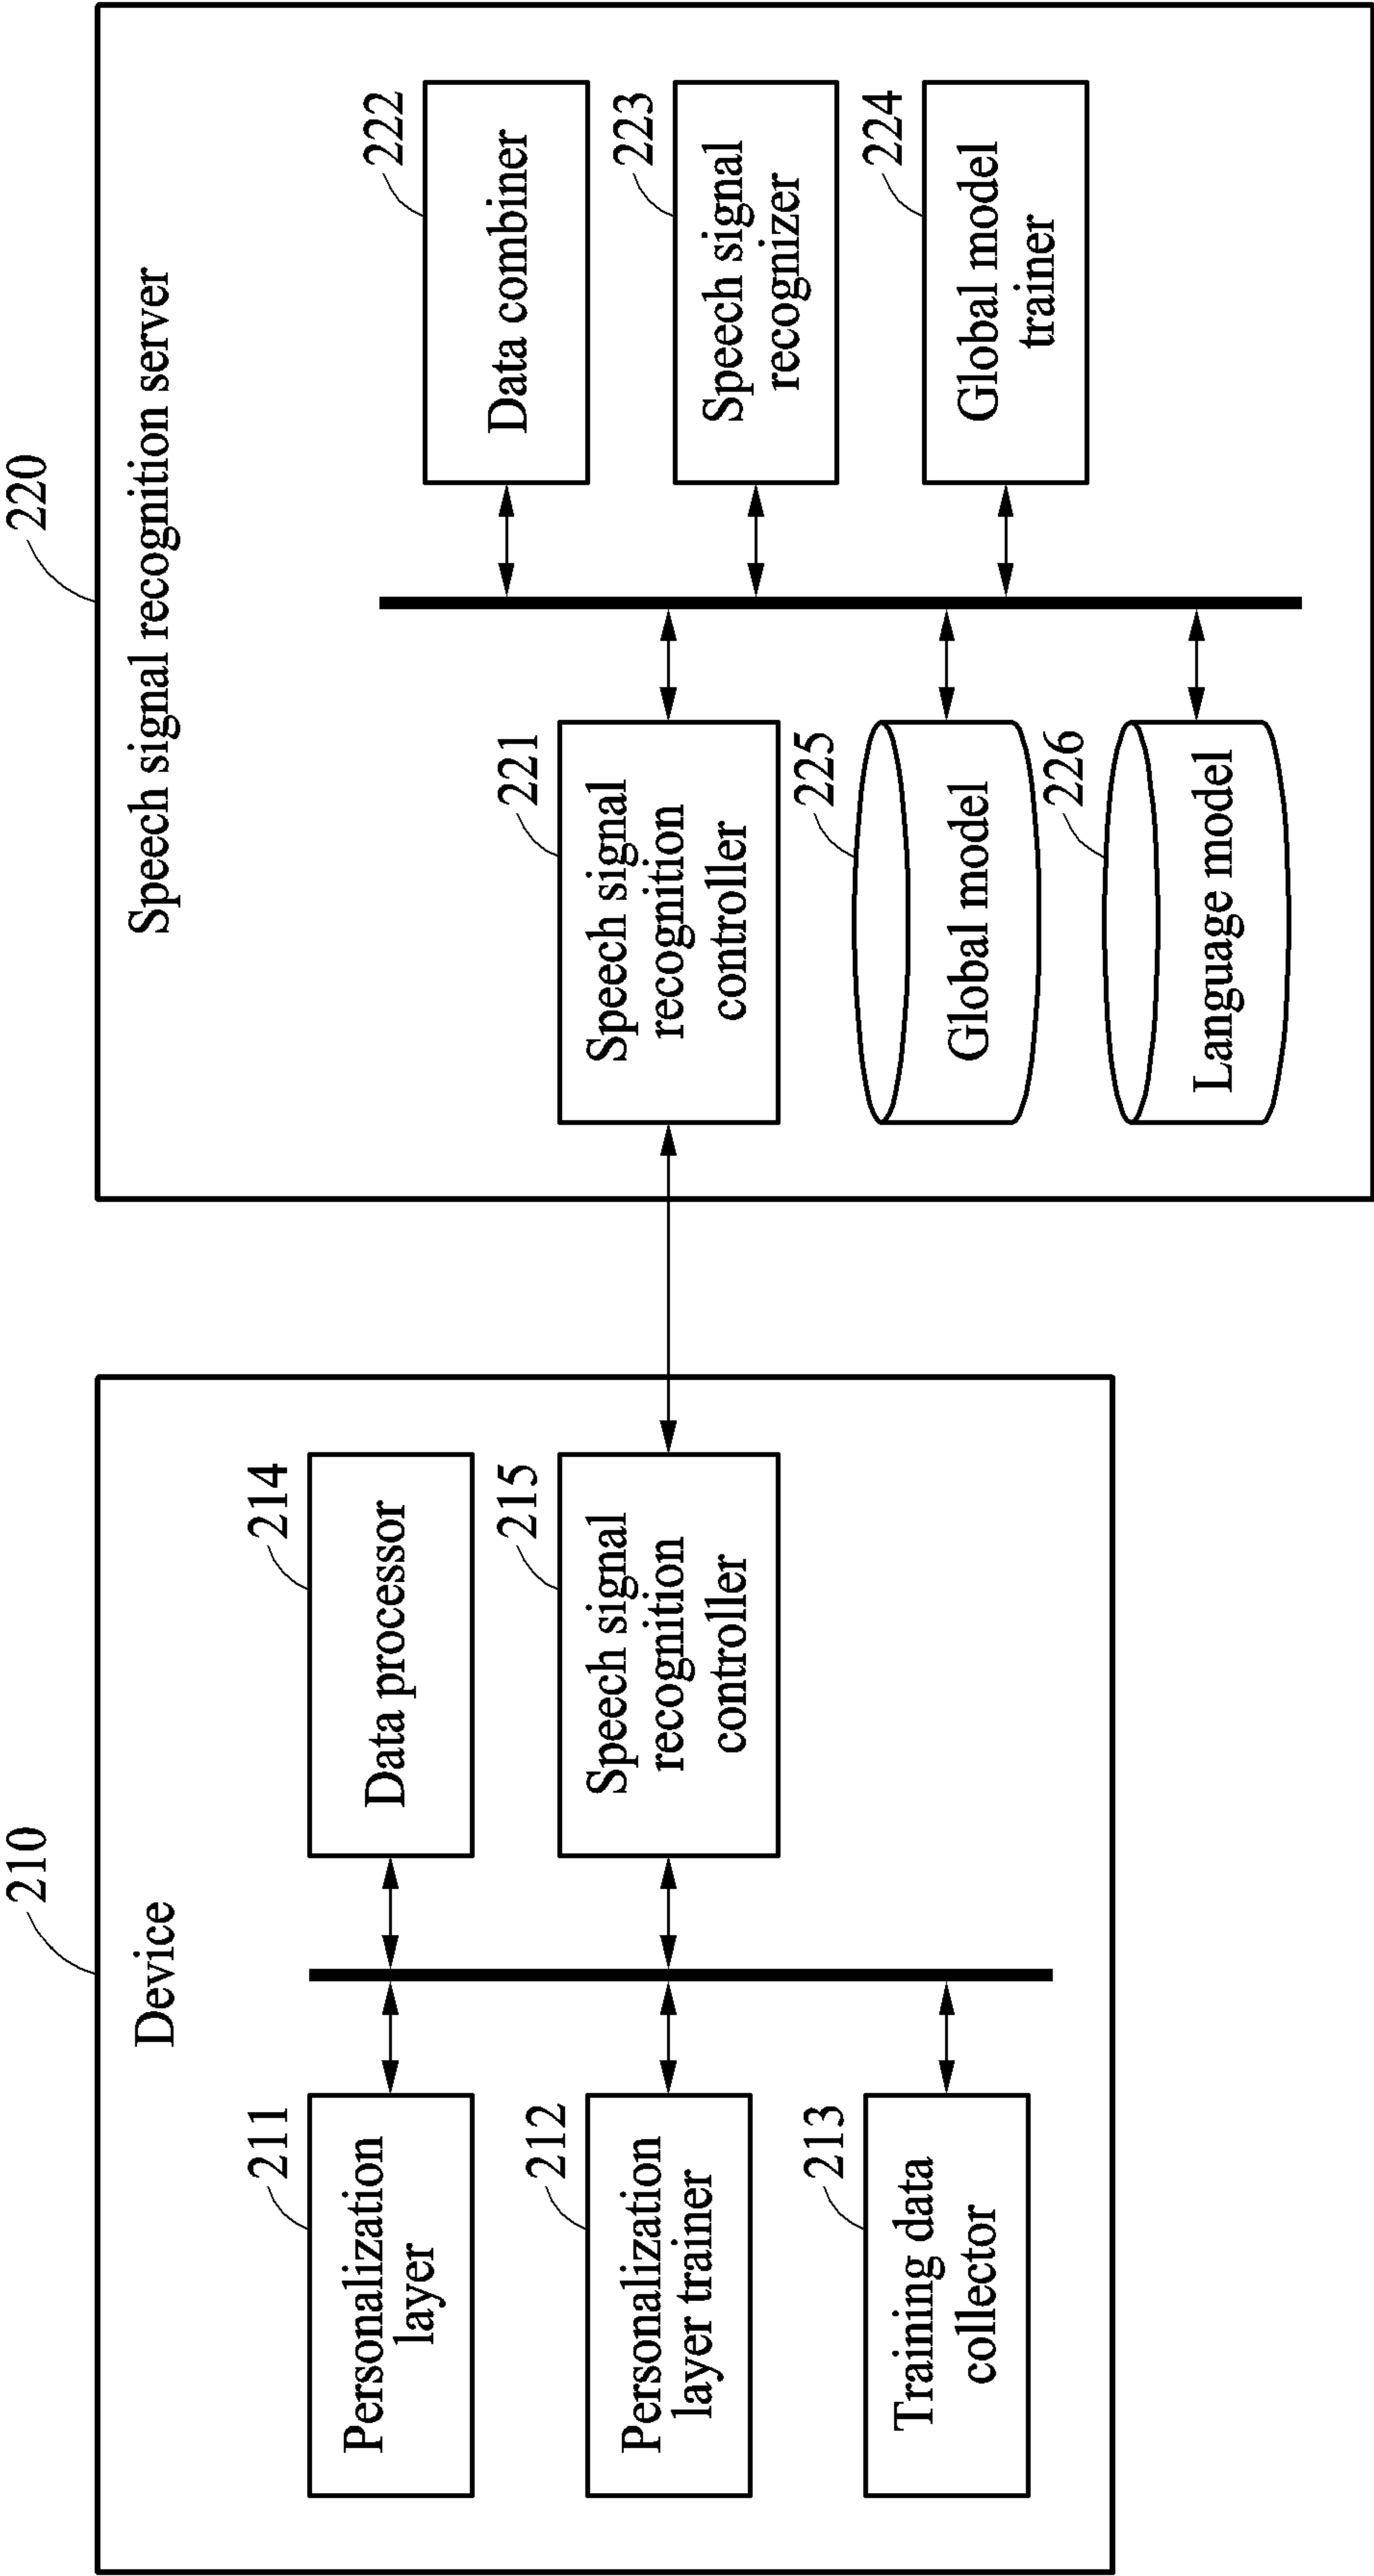 210
Device
211
Personalization
layer
212
Personalization
layer trainer
213
Training data
collector
214
Data processor
215
Speech signal
recognition
controller
220
Speech signal recognition server
221
Speech signal
recognition
controller
225
Global model
226
Language model
222
Data combiner
223
Speech signal
recognizer
224
Global model
trainer